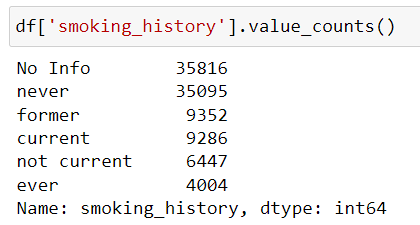 df['smoking_history'].value_counts()
No Info        35816
never          35095
former          9352
current         9286
not current     6447
ever            4004
Name: smoking_history, dtype: int64